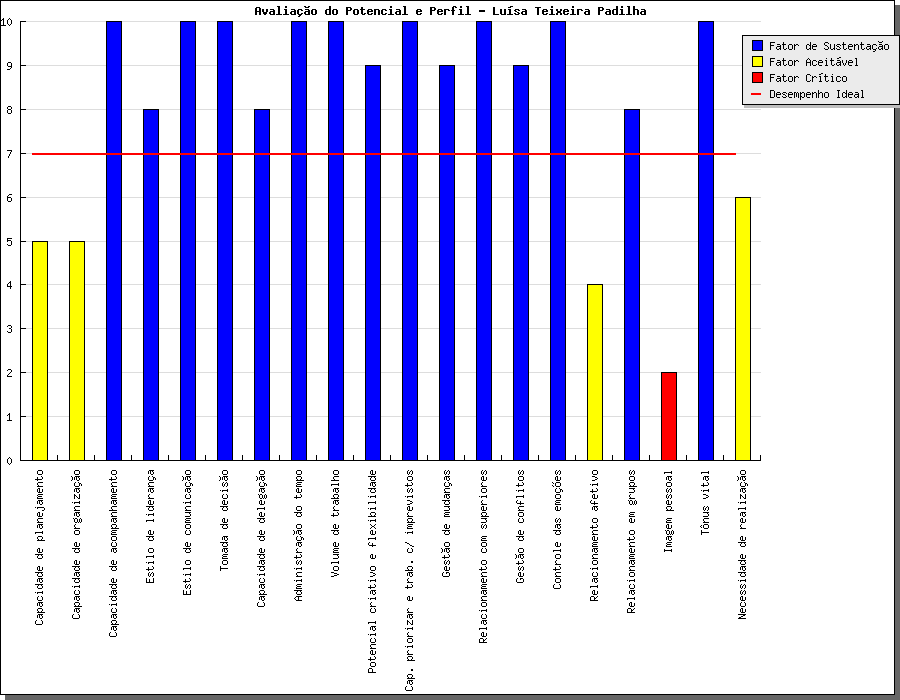 Avaliação do Potencial e Perfil - Luísa Teixeira Padilha
Fator de Sustentação
Fator Aceitável
Fator Crítico
Desempenho Ideal
10
9
8
7
6
5
4
3
2
1
0
Capacidade de planejamento
Capacidade de organização
Capacidade de acompanhamento
Estilo de liderança
Estilo de comunicação
Tomada de decisão
Capacidade de delegação
Administração do tempo
Volume de trabalho
Potencial criativo e flexibilidade
Cap. priorizar e trab. c/ imprevistos
Gestão de mudanças
Relacionamento com superiores
Gestão de conflitos
Controle das emoções
Relacionamento afetivo
Relacionamento em grupos
Imagem pessoal
Tônus vital
Necessidade de realização